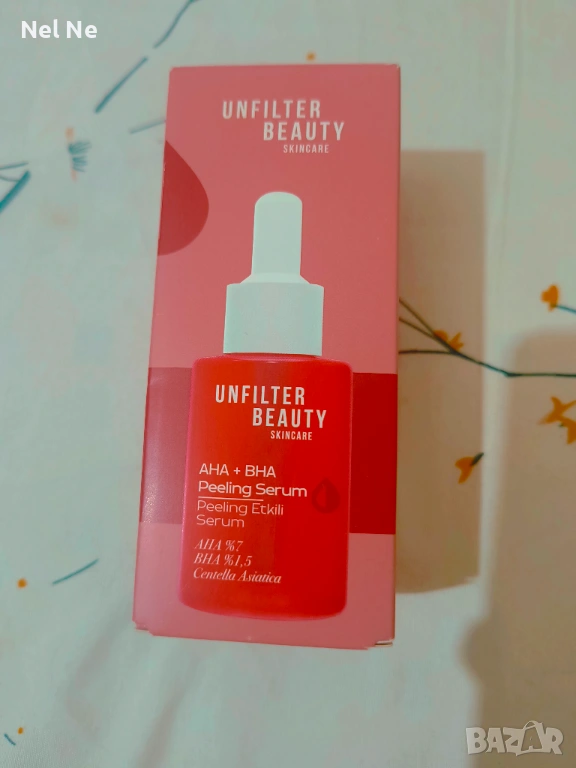 Nel Ne
UNFILTER
BEAUTY
SKINCARE
UNFILTER
BEAUTY
SKINCARE
AHA + BHA
Peeling Serum
Peeling Etkili
Serum
AHA %7
BHA %1,5
Centella Asiatica
BAZAR